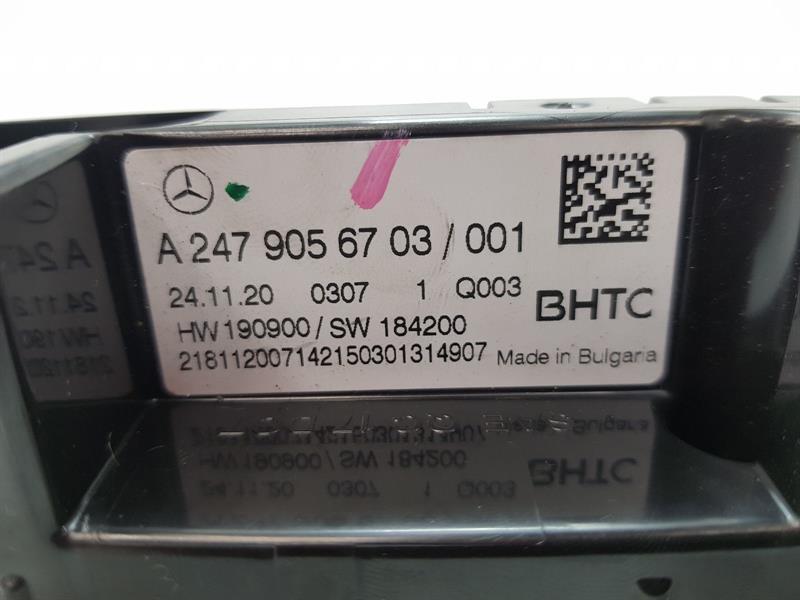 A 247 905 67 03 / 001
24.11.20 0307 1 Q003
BHTC
HW 190900 / SW 184200
218112007142150301314907 Made in Bulgaria